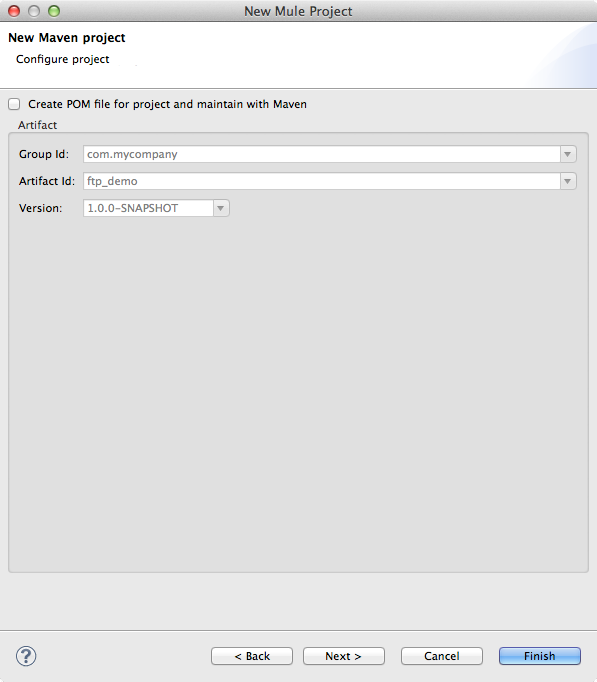 New Mule Project
New Maven project
Configure project
Create POM file for project and maintain with Maven
Artifact
Group Id: com.mycompany
Artifact Id: ftp_demo
Version: 1.0.0-SNAPSHOT
? < Back Next > Cancel Finish